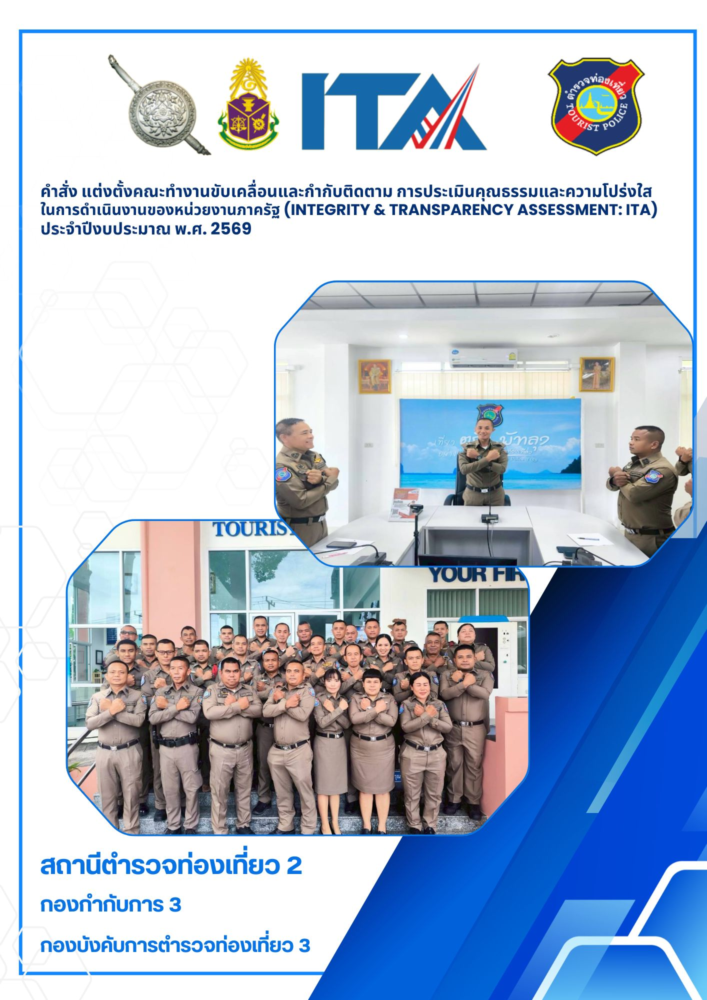 ITA
ตำรวจท่องเที่ยว
TOURIST POLICE
คำสั่ง แต่งตั้งคณะทำงานขับเคลื่อนและกำกับติดตาม การประเมินคุณธรรมและความโปร่งใส
ในการดำเนินงานของหน่วยงานภาครัฐ (INTEGRITY & TRANSPARENCY ASSESSMENT: ITA)
ประจำปีงบประมาณ พ.ศ. 2569
เที่ยว
พัทลุง
TOURIST
YOUR FIR
สถานีตำรวจท่องเที่ยว 2
กองกำกับการ 3
กองบังคับการตำรวจท่องเที่ยว 3